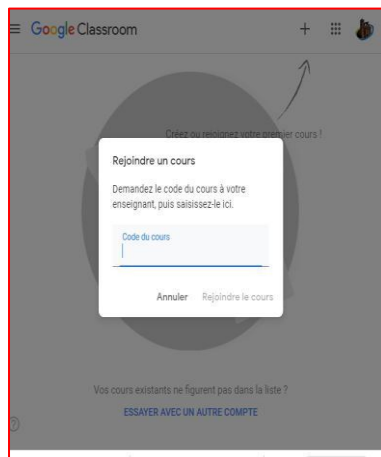 Google Classroom
Créez ou rejoignez votre premier cours !
Rejoindre un cours
Demandez le code du cours à votre
enseignant, puis saisissez-le ici.
Code du cours
Annuler Rejoindre le cours
Vos cours existants ne figurent pas dans la liste ?
ESSAYER AVEC UN AUTRE COMPTE